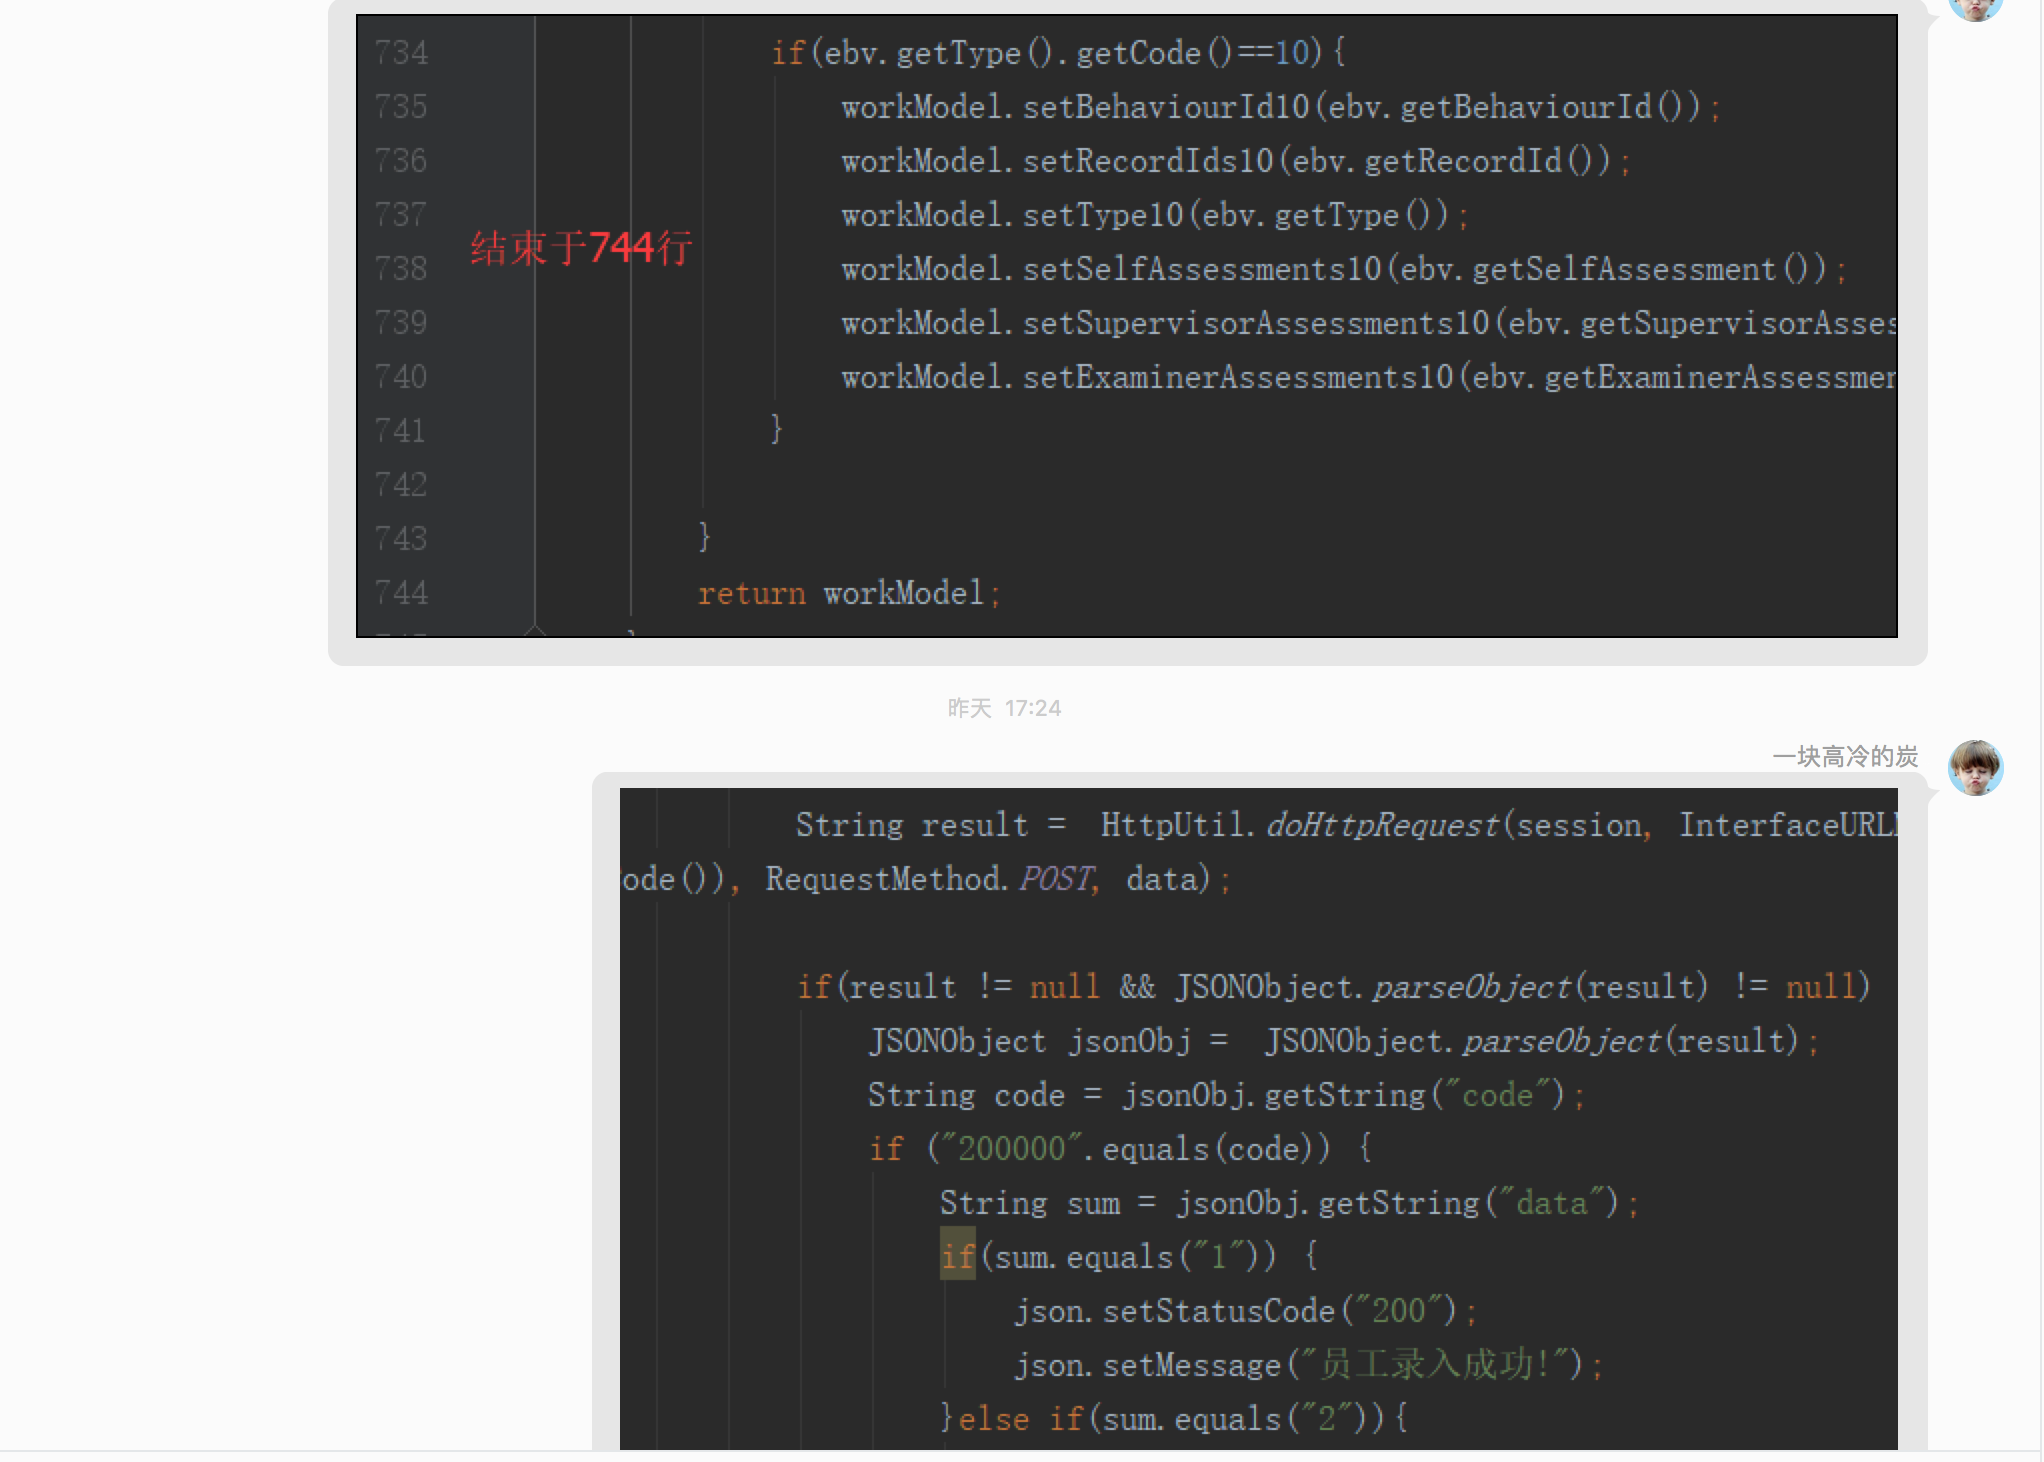 734 if(ebv.getType().getCode()==10){
735 workModel.setBehaviourId10(ebv.getBehaviourId());
736 workModel.setRecordIds10(ebv.getRecordId());
737 workModel.setType10(ebv.getType());
结束于744行
738 workModel.setSelfAssessments10(ebv.getSelfAssessment());
739 workModel.setSupervisorAssessments10(ebv.getSupervisorAsses
740 workModel.setExaminerAssessments10(ebv.getExaminerAssessmen
741 }
742
743 }
744 return workModel;
昨天 17:24
一块高冷的炭
String result = HttpUtil.doHttpRequest(session, InterfaceURL
ode()), RequestMethod.POST, data);
if(result != null && JSONObject.parseObject(result) != null)
JSONObject jsonObj = JSONObject.parseObject(result);
String code = jsonObj.getString("code");
if ("200000".equals(code)) {
String sum = jsonObj.getString("data");
if(sum.equals("1")) {
json.setStatusCode("200");
json.setMessage("员工录入成功!");
}else if(sum.equals("2")){